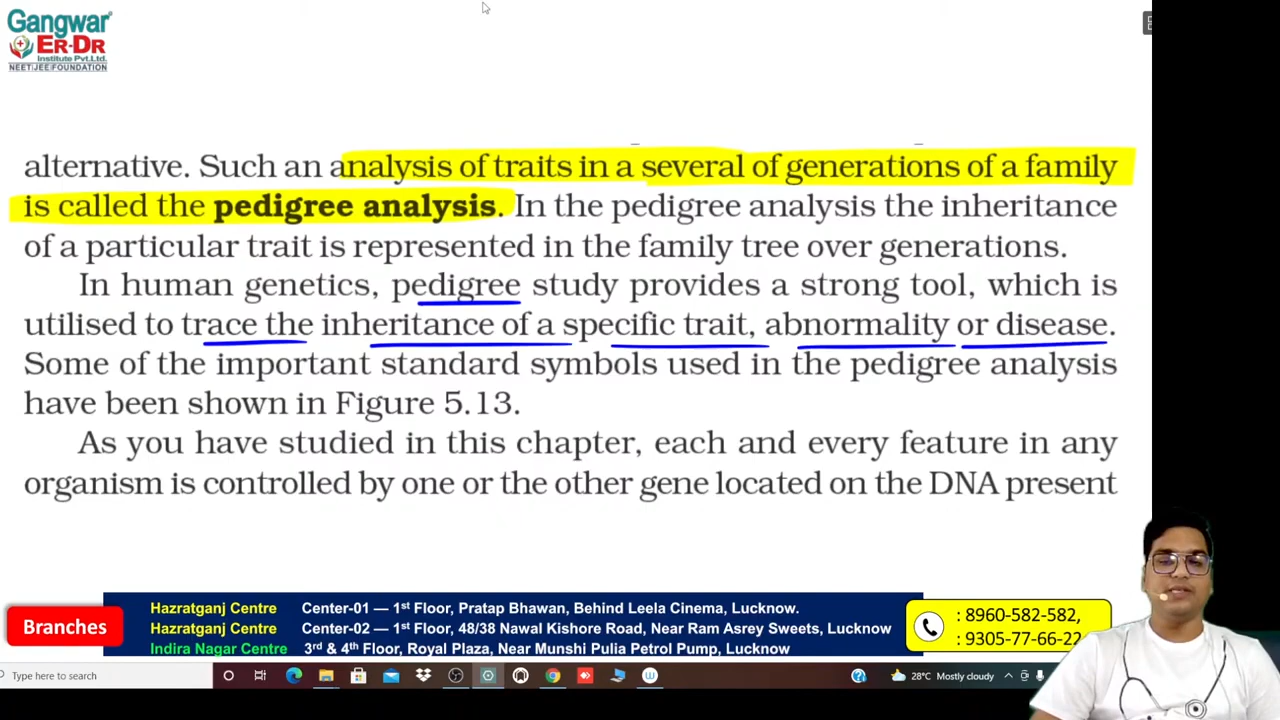 Gangwar
ER-DR
Institute Pvt.Ltd.
NEET|JEE|FOUNDATION
alternative. Such an analysis of traits in a several of generations of a family
is called the pedigree analysis. In the pedigree analysis the inheritance
of a particular trait is represented in the family tree over generations.
In human genetics, pedigree study provides a strong tool, which is
utilised to trace the inheritance of a specific trait, abnormality or disease.
Some of the important standard symbols used in the pedigree analysis
have been shown in Figure 5.13.
As you have studied in this chapter, each and every feature in any
organism is controlled by one or the other gene located on the DNA present
Branches
Hazratganj Centre Center-01 — 1st Floor, Pratap Bhawan, Behind Leela Cinema, Lucknow.
Hazratganj Centre Center-02 — 1st Floor, 48/38 Nawal Kishore Road, Near Ram Asrey Sweets, Lucknow
Indira Nagar Centre 3rd & 4th Floor, Royal Plaza, Near Munshi Pulia Petrol Pump, Lucknow
: 8960-582-582,
: 9305-77-66-22
Type here to search
28°C Mostly cloudy